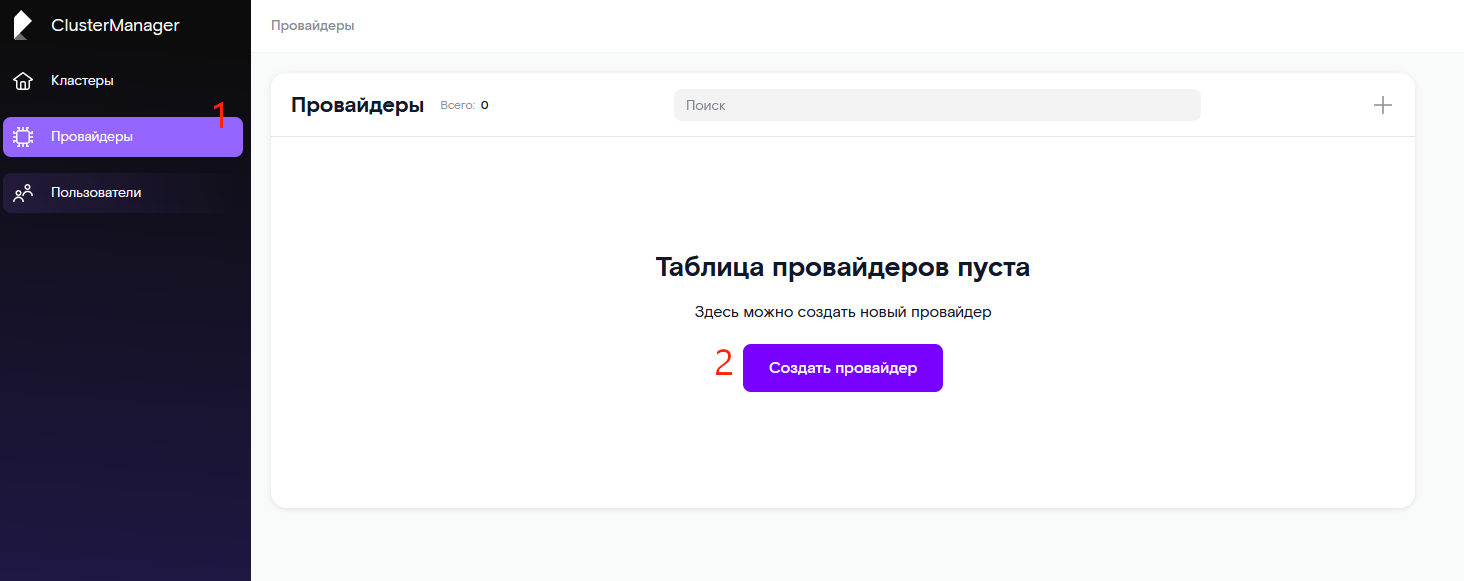 ClusterManager
Провайдеры
Кластеры
1
Провайдеры
Пользователи
Провайдеры Всего: 0 Поиск
Таблица провайдеров пуста
Здесь можно создать новый провайдер
2 Создать провайдер